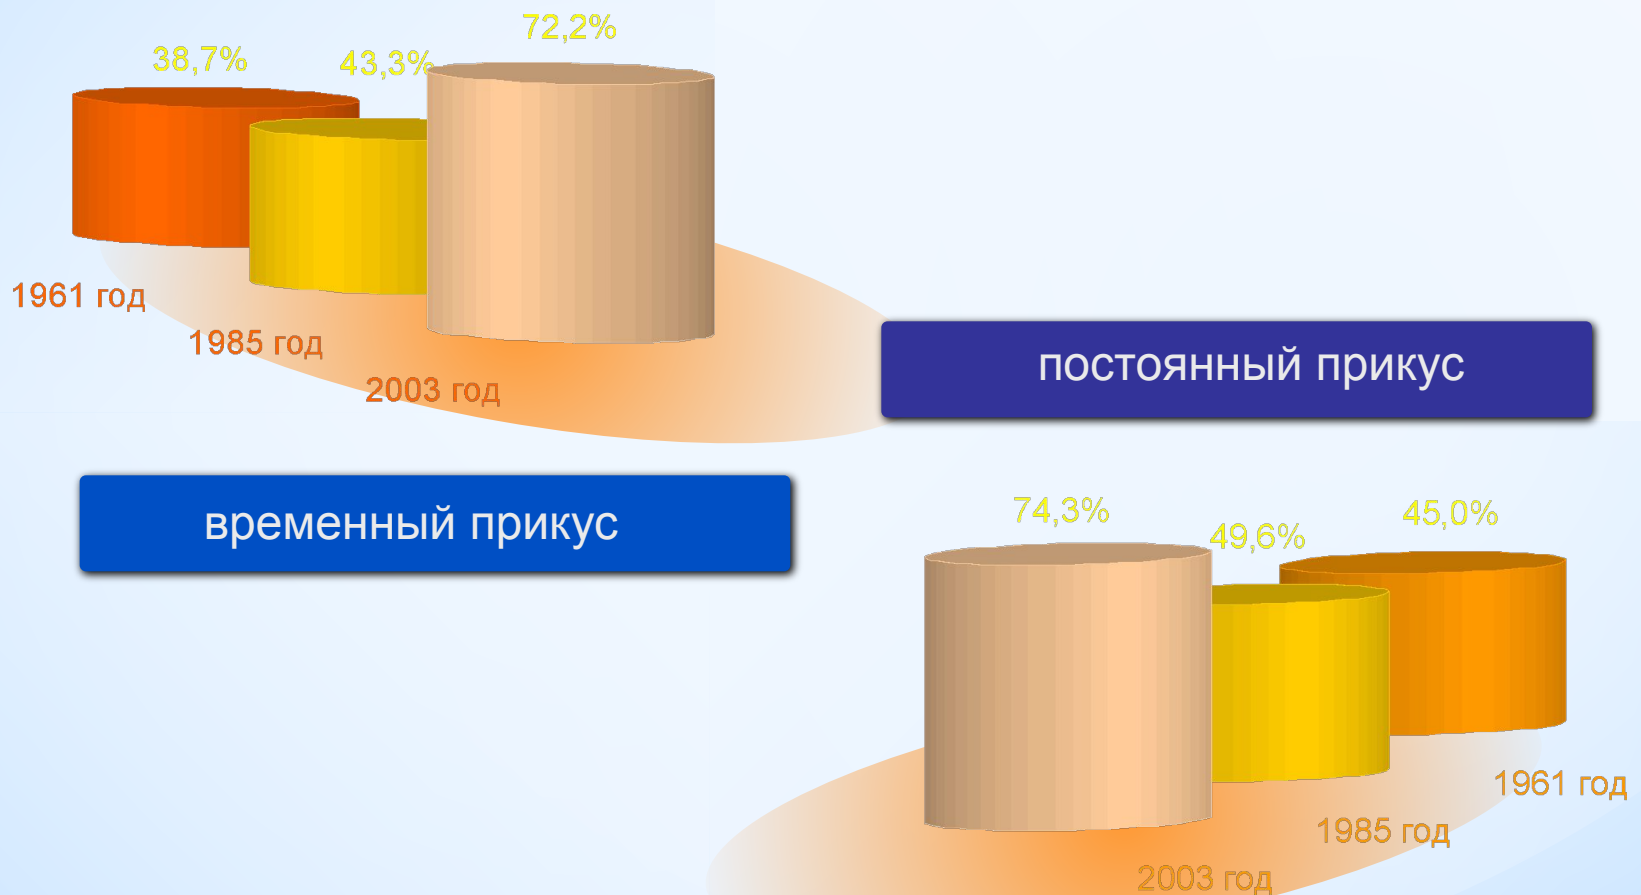 38,7%
43,3%
72,2%
1961 год
1985 год
2003 год
временный прикус
постоянный прикус
74,3%
49,6%
45,0%
1961 год
1985 год
2003 год